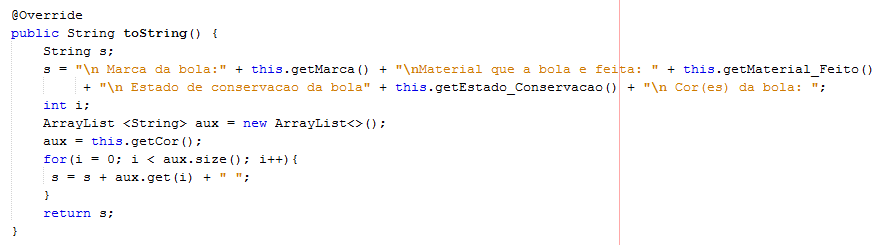 @Override
public String toString() {
String s;
s = "\n Marca da bola:" + this.getMarca() + "\nMaterial que a bola e feita: " + this.getMaterial_Feito()
+ "\n Estado de conservacao da bola" + this.getEstado_Conservacao() + "\n Cor(es) da bola: ";
int i;
ArrayList <String> aux = new ArrayList<>();
aux = this.getCor();
for(i = 0; i < aux.size(); i++){
s = s + aux.get(i) + " ";
}
return s;
}